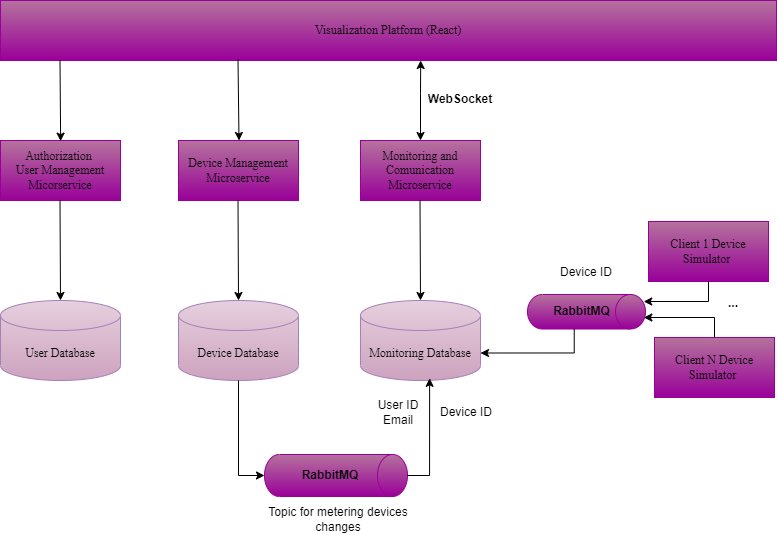 Visualization Platform (React)
WebSocket
Authorization
User Management
Micorservice
Device Management
Microservice
Monitoring and
Comunication
Microservice
Client 1 Device
Simulator
Device ID
...
RabbitMQ
User Database
Device Database
Monitoring Database
Client N Device
Simulator
User ID
Email
Device ID
RabbitMQ
Topic for metering devices
changes